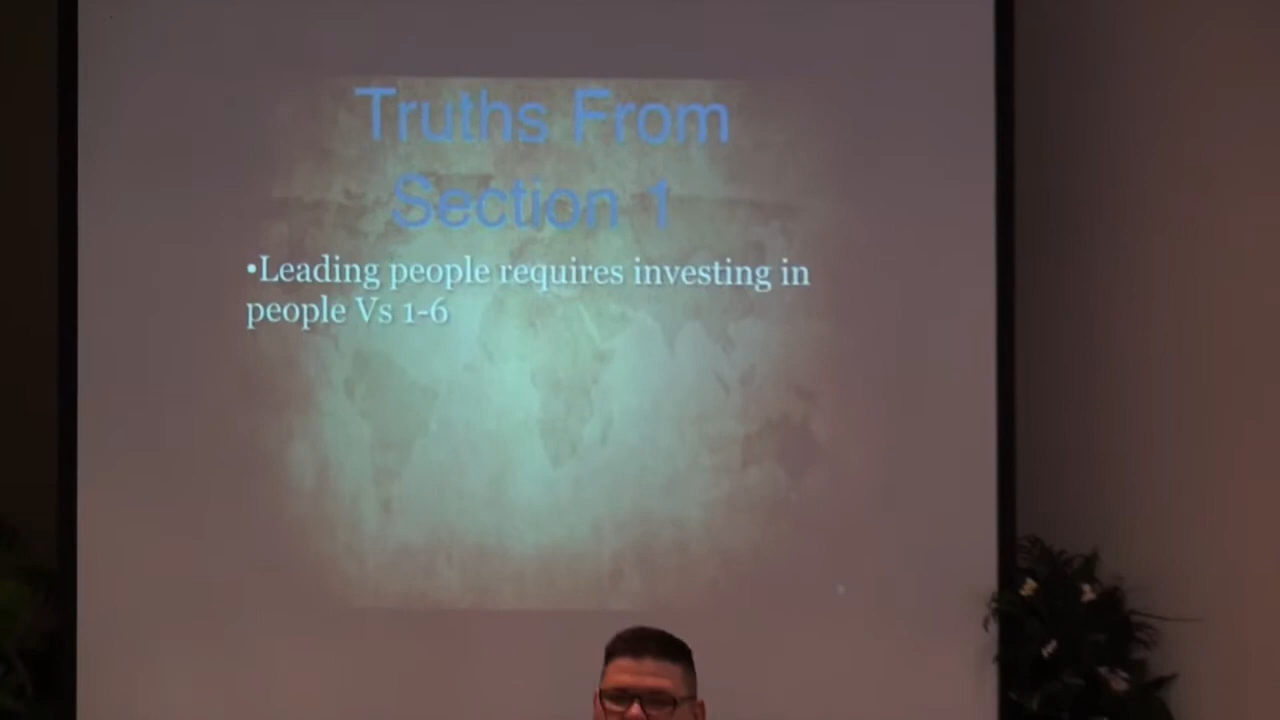 Truths From
Section 1
•Leading people requires investing in
people Vs 1-6